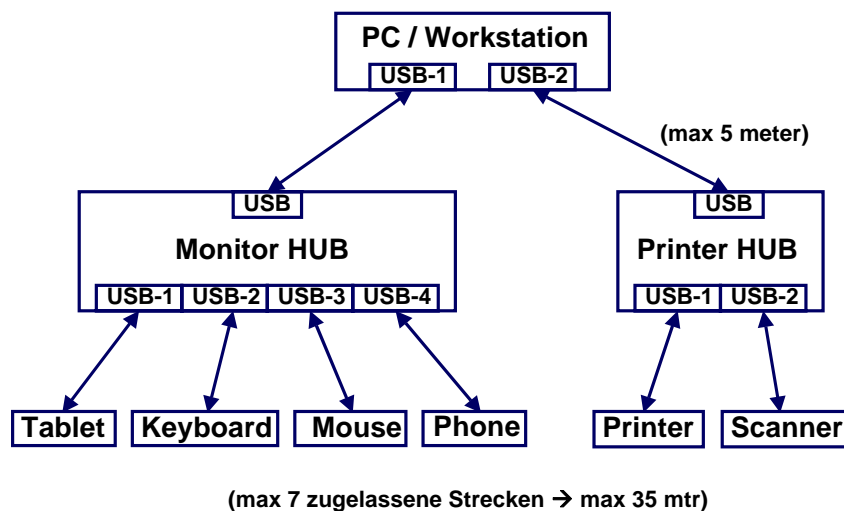 PC / Workstation
USB-1 USB-2
(max 5 meter)
USB USB
Monitor HUB Printer HUB
USB-1 USB-2 USB-3 USB-4 USB-1 USB-2
Tablet Keyboard Mouse Phone Printer Scanner
(max 7 zugelassene Strecken → max 35 mtr)